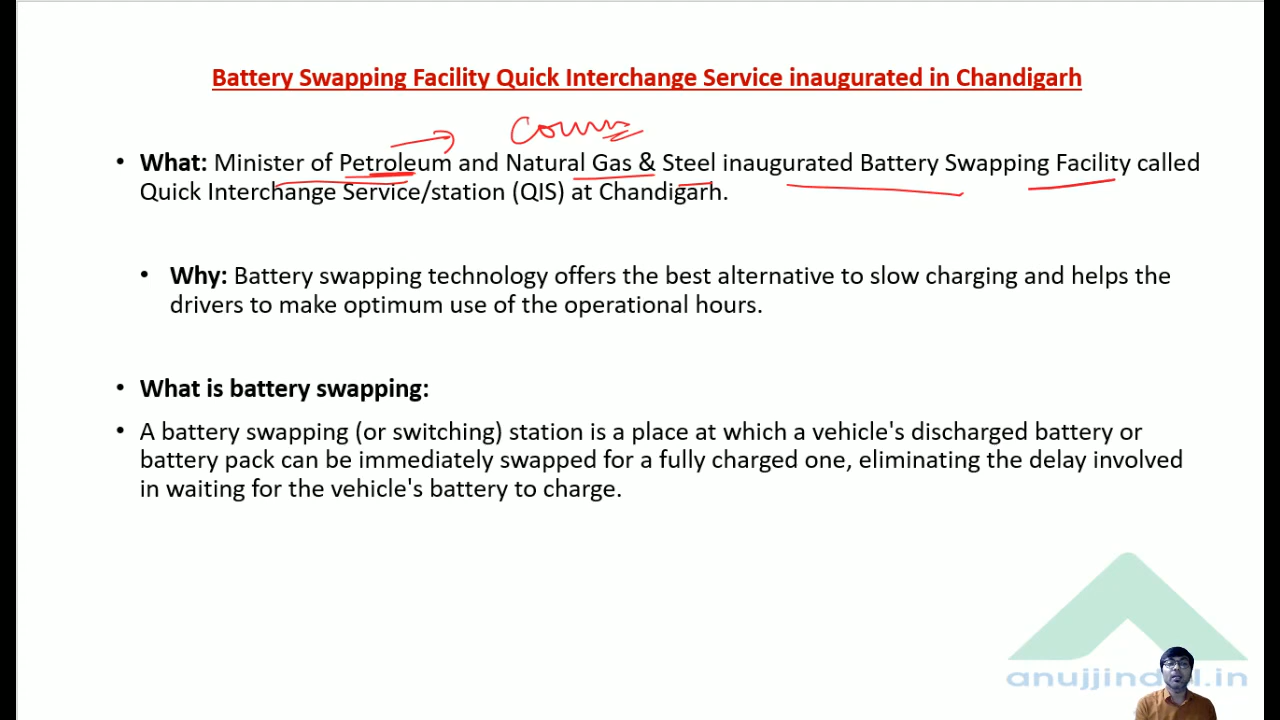 Battery Swapping Facility Quick Interchange Service inaugurated in Chandigarh
• What: Minister of Petroleum and Natural Gas & Steel inaugurated Battery Swapping Facility called
Quick Interchange Service/station (QIS) at Chandigarh.
• Why: Battery swapping technology offers the best alternative to slow charging and helps the
drivers to make optimum use of the operational hours.
• What is battery swapping:
• A battery swapping (or switching) station is a place at which a vehicle's discharged battery or
battery pack can be immediately swapped for a fully charged one, eliminating the delay involved
in waiting for the vehicle's battery to charge.